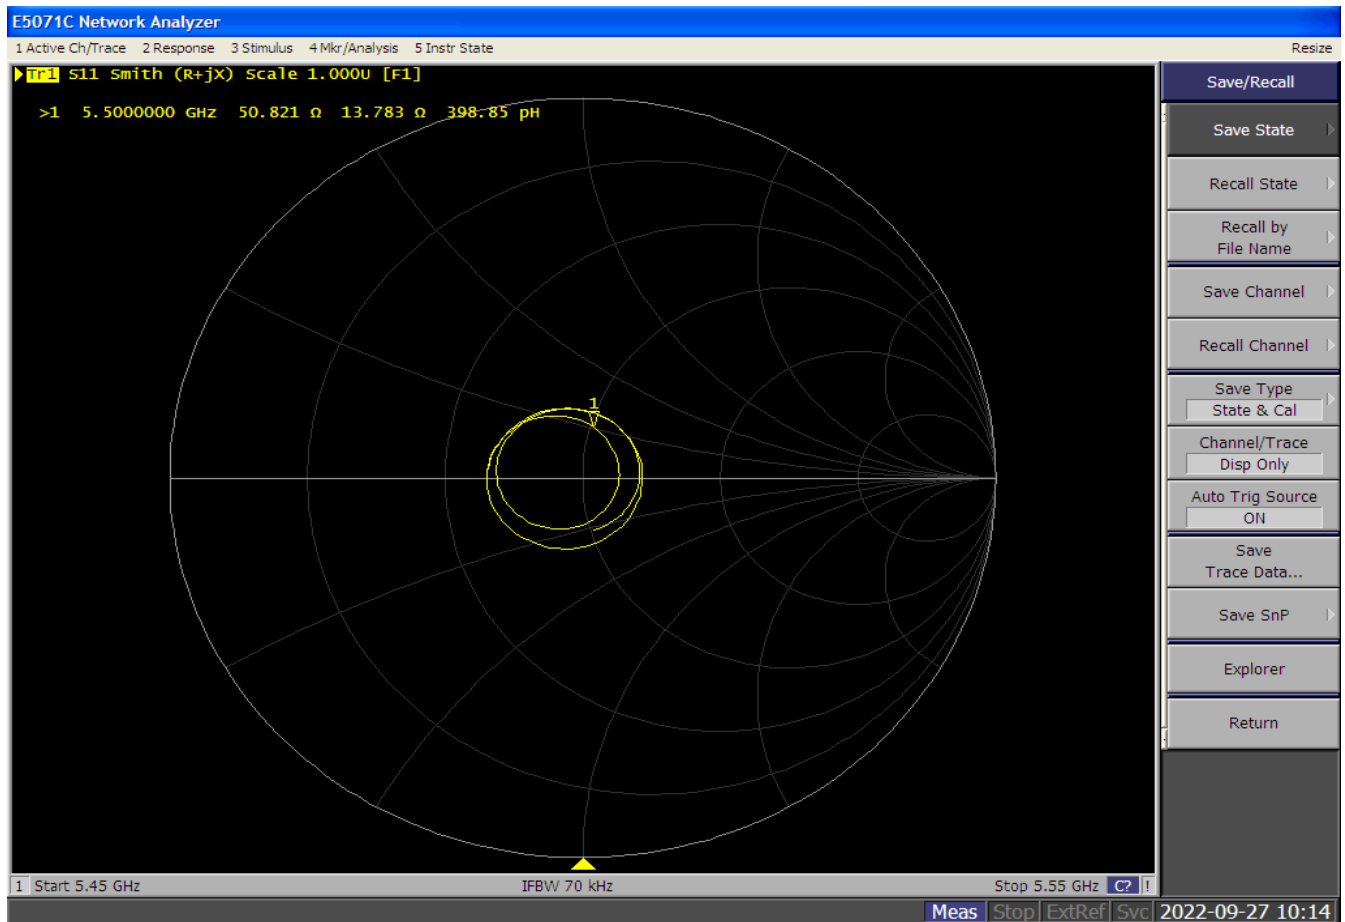 E5071C Network Analyzer
1 Active Ch/Trace 2 Response 3 Stimulus 4 Mkr/Analysis 5 Instr State Resize
Tr1 S11 Smith (R+jX) Scale 1.000U [F1]
>1 5.5000000 GHz 50.821 Ω 13.783 Ω 398.85 pH
1
Save/Recall
Save State
Recall State
Recall by
File Name
Save Channel
Recall Channel
Save Type
State & Cal
Channel/Trace
Disp Only
Auto Trig Source
ON
Save
Trace Data...
Save SnP
Explorer
Return
1 Start 5.45 GHz IFBW 70 kHz Stop 5.55 GHz C? !
Meas Stop ExtRef Svc 2022-09-27 10:14